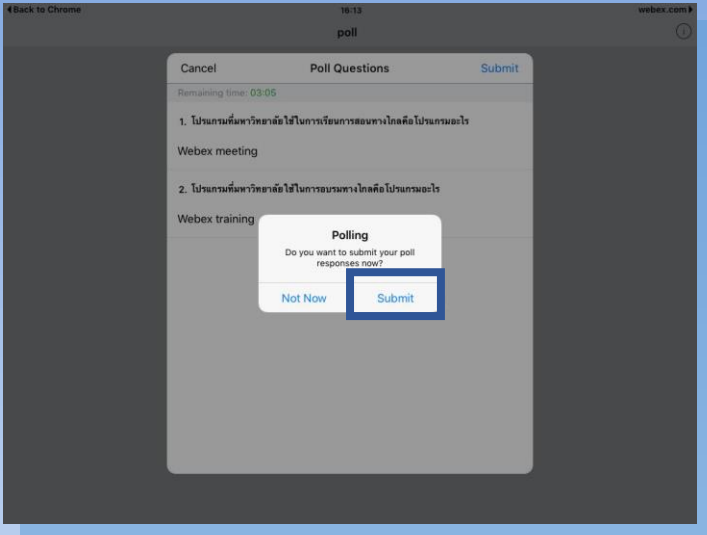 Back to Chrome 16:13 webex.com
poll
Cancel Poll Questions Submit
Remaining time: 03:05
1. โปรแกรมที่มหาวิทยาลัยใช้ในการเรียนการสอนทางไกลคือโปรแกรมอะไร
Webex meeting
2. โปรแกรมที่มหาวิทยาลัยใช้ในการอบรมทางไกลคือโปรแกรมอะไร
Webex training
Polling
Do you want to submit your poll
responses now?
Not Now Submit